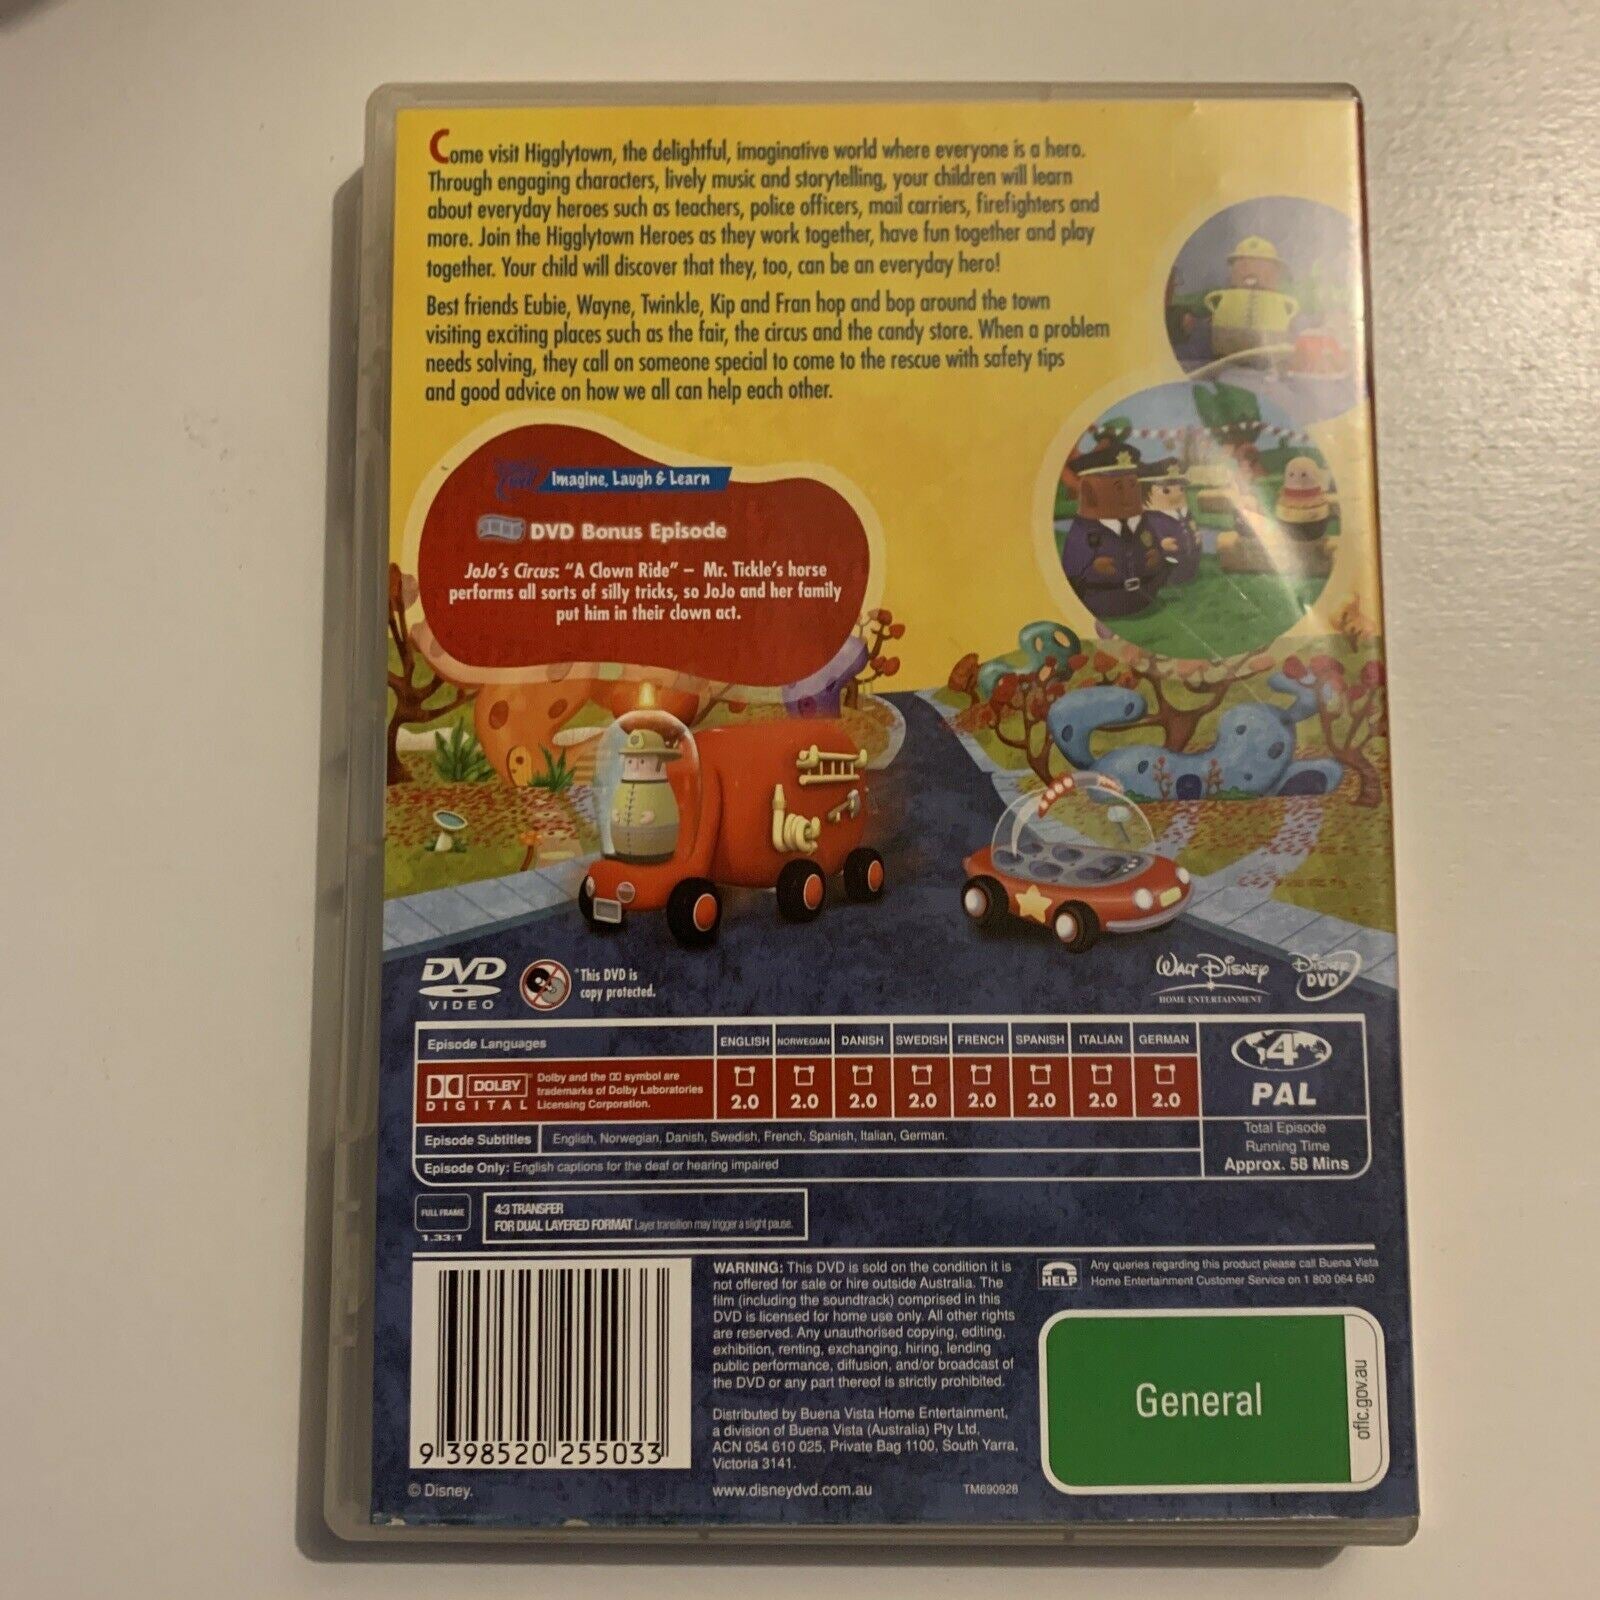 Come visit Higglytown, the delightful, imaginative world where everyone is a hero.
Through engaging characters, lively music and storytelling, your children will learn
about everyday heroes such as teachers, police officers, mail carriers, firefighters and
more. Join the Higglytown Heroes as they work together, have fun together and play
together. Your child will discover that they, too, can be an everyday hero!
Best friends Eubie, Wayne, Twinkle, Kip and Fran hop and bop around the town
visiting exciting places such as the fair, the circus and the candy store. When a problem
needs solving, they call on someone special to come to the rescue with safety tips
and good advice on how we all can help each other.
Imagine, Laugh & Learn
DVD Bonus Episode
JoJo's Circus: "A Clown Ride" – Mr. Tickle's horse
performs all sorts of silly tricks, so JoJo and her family
put him in their clown act.
DVD
VIDEO
*This DVD is
copy protected.
WALT DISNEY
HOME ENTERTAINMENT
DISNEY
DVD
Episode Languages
ENGLISH NORWEGIAN DANISH SWEDISH FRENCH SPANISH ITALIAN GERMAN
DOLBY
DIGITAL
Dolby and the symbol are
trademarks of Dolby Laboratories
Licensing Corporation.
2.0 2.0 2.0 2.0 2.0 2.0 2.0 2.0
4
PAL
Episode Subtitles English, Norwegian, Danish, Swedish, French, Spanish, Italian, German.
Episode Only: English captions for the deaf or hearing impaired
Total Episode
Running Time
Approx. 58 Mins
FULL FRAME
1.33:1
4:3 TRANSFER
FOR DUAL LAYERED FORMAT Layer transition may trigger a slight pause.
9 398520 255033
© Disney.
WARNING: This DVD is sold on the condition it is
not offered for sale or hire outside Australia. The
film (including the soundtrack) comprised in this
DVD is licensed for home use only. All other rights
are reserved. Any unauthorised copying, editing,
exhibition, renting, exchanging, hiring, lending
public performance, diffusion, and/or broadcast of
the DVD or any part thereof is strictly prohibited.
Distributed by Buena Vista Home Entertainment,
a division of Buena Vista (Australia) Pty Ltd,
ACN 054 610 025, Private Bag 1100, South Yarra,
Victoria 3141.
www.disneydvd.com.au
TM690928
HELP
Any queries regarding this product please call Buena Vista
Home Entertainment Customer Service on 1 800 064 640
General
oflc.gov.au